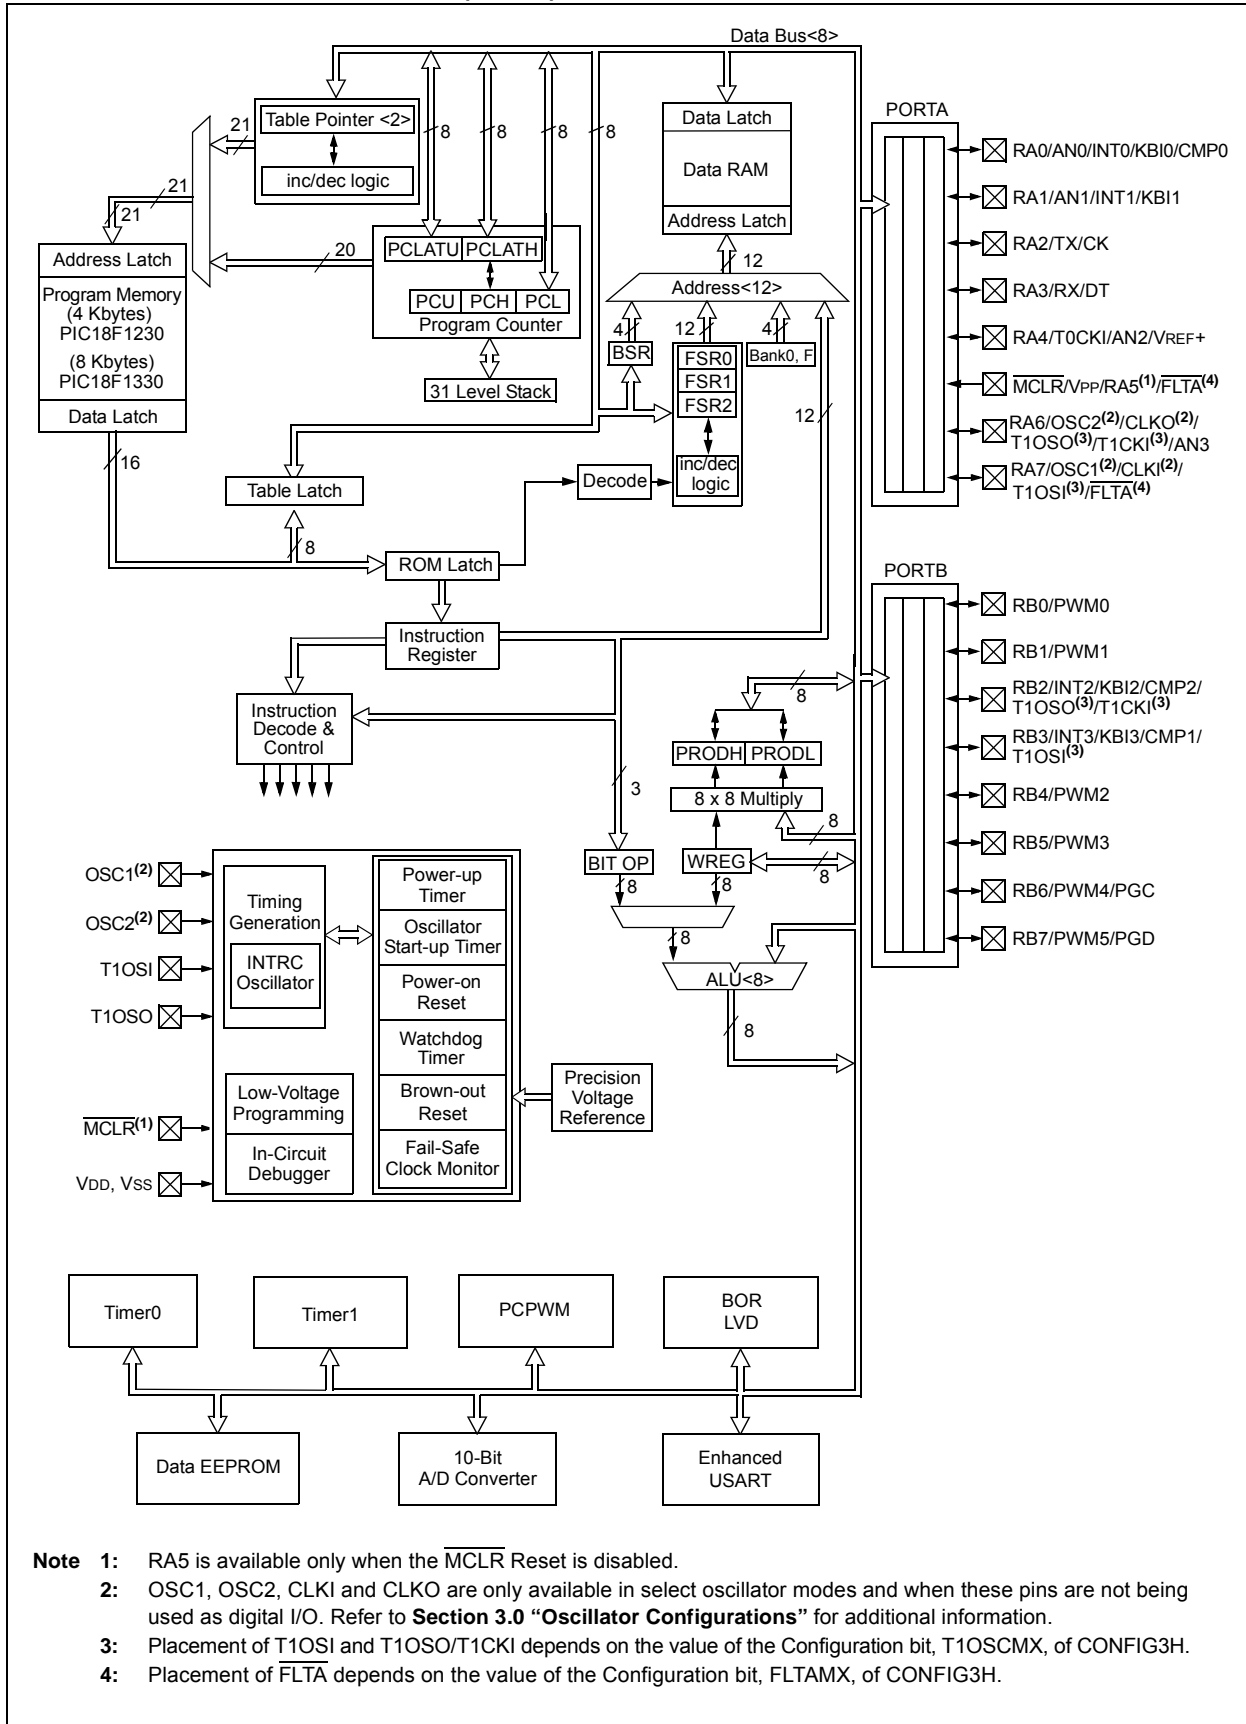 Data Bus<8>
Table Pointer <2>
inc/dec logic
21
21
21
20
8
8
8
8
PCLATU PCLATH
PCU PCH PCL
Program Counter
31 Level Stack
Address Latch
Program Memory
(4 Kbytes)
PIC18F1230
(8 Kbytes)
PIC18F1330
Data Latch
16
Table Latch
8
Data Latch
Data RAM
Address Latch
12
Address<12>
4
12
4
BSR
FSR0
FSR1
FSR2
inc/dec
logic
Bank0, F
12
Decode
ROM Latch
Instruction
Register
Instruction
Decode &
Control
8
PRODH PRODL
3
8 x 8 Multiply
8
BIT OP
WREG
8
8
8
8
ALU<8>
8
PORTA
RA0/AN0/INT0/KBI0/CMP0
RA1/AN1/INT1/KBI1
RA2/TX/CK
RA3/RX/DT
RA4/T0CKI/AN2/VREF+
MCLR/VPP/RA5(1)/FLTA(4)
RA6/OSC2(2)/CLKO(2)/
T1OSO(3)/T1CKI(3)/AN3
RA7/OSC1(2)/CLKI(2)/
T1OSI(3)/FLTA(4)
PORTB
RB0/PWM0
RB1/PWM1
RB2/INT2/KBI2/CMP2/
T1OSO(3)/T1CKI(3)
RB3/INT3/KBI3/CMP1/
T1OSI(3)
RB4/PWM2
RB5/PWM3
RB6/PWM4/PGC
RB7/PWM5/PGD
OSC1(2)
OSC2(2)
T1OSI
T1OSO
MCLR(1)
VDD, VSS
Timing
Generation
INTRC
Oscillator
Low-Voltage
Programming
In-Circuit
Debugger
Power-up
Timer
Oscillator
Start-up Timer
Power-on
Reset
Watchdog
Timer
Brown-out
Reset
Fail-Safe
Clock Monitor
Precision
Voltage
Reference
Timer0
Timer1
PCPWM
BOR
LVD
Data EEPROM
10-Bit
A/D Converter
Enhanced
USART
Note 1: RA5 is available only when the MCLR Reset is disabled.
2: OSC1, OSC2, CLKI and CLKO are only available in select oscillator modes and when these pins are not being
used as digital I/O. Refer to Section 3.0 “Oscillator Configurations” for additional information.
3: Placement of T1OSI and T1OSO/T1CKI depends on the value of the Configuration bit, T1OSCMX, of CONFIG3H.
4: Placement of FLTA depends on the value of the Configuration bit, FLTAMX, of CONFIG3H.